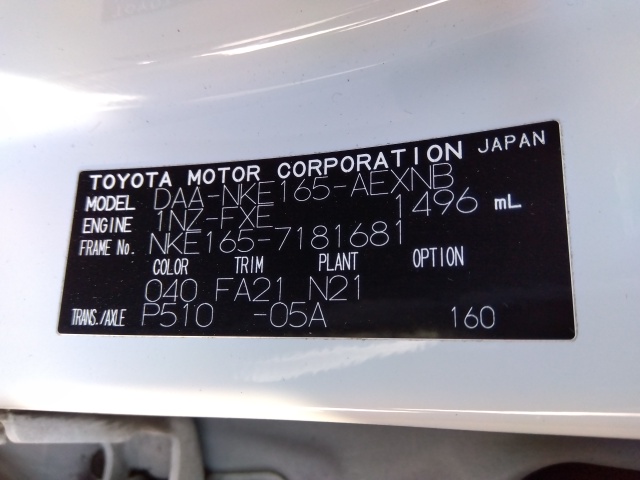 TOYOTA MOTOR CORPORATION JAPAN
MODEL DAA-NKE165-AEXNB
ENGINE 1NZ-FXE 1496 mL
FRAME No. NKE165-7181681
COLOR TRIM PLANT OPTION
040 FA21 N21
TRANS./AXLE P510 -05A 160